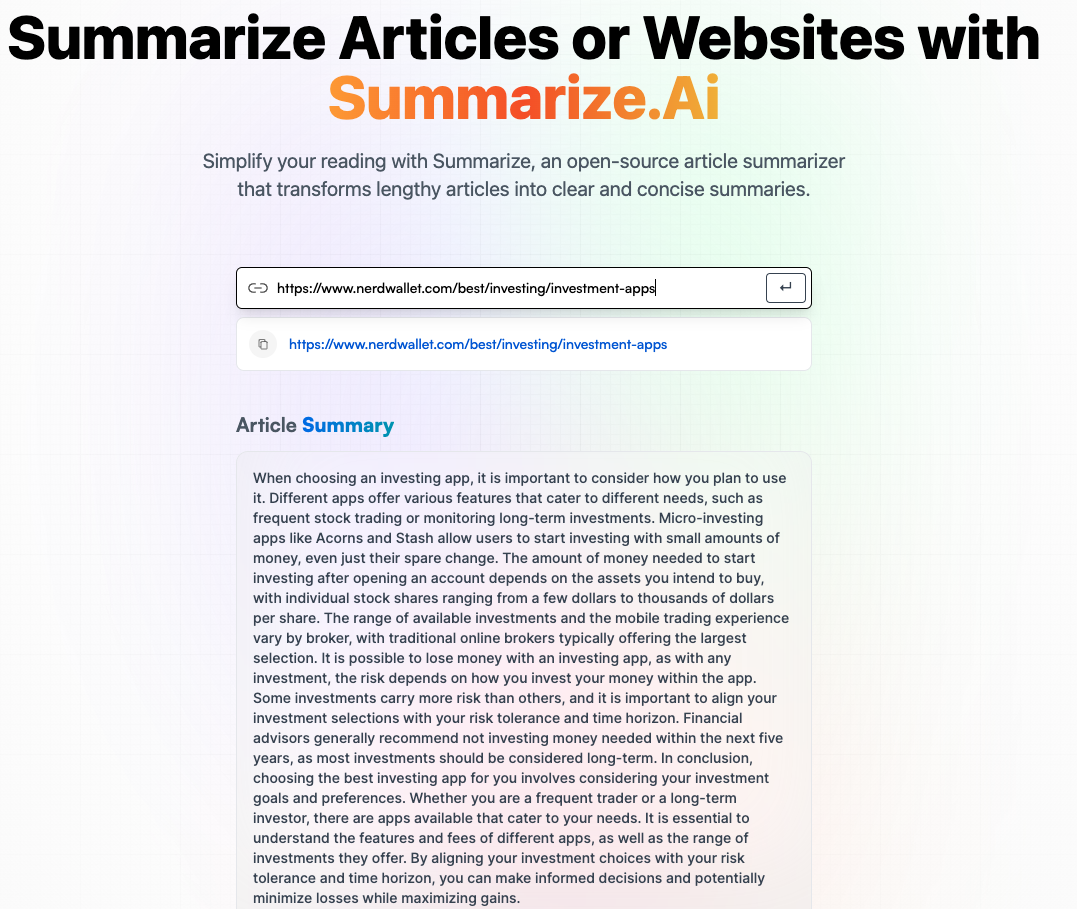 Summarize Articles or Websites with
Summarize.Ai
Simplify your reading with Summarize, an open-source article summarizer
that transforms lengthy articles into clear and concise summaries.
https://www.nerdwallet.com/best/investing/investment-apps
https://www.nerdwallet.com/best/investing/investment-apps
Article Summary
When choosing an investing app, it is important to consider how you plan to use
it. Different apps offer various features that cater to different needs, such as
frequent stock trading or monitoring long-term investments. Micro-investing
apps like Acorns and Stash allow users to start investing with small amounts of
money, even just their spare change. The amount of money needed to start
investing after opening an account depends on the assets you intend to buy,
with individual stock shares ranging from a few dollars to thousands of dollars
per share. The range of available investments and the mobile trading experience
vary by broker, with traditional online brokers typically offering the largest
selection. It is possible to lose money with an investing app, as with any
investment, the risk depends on how you invest your money within the app.
Some investments carry more risk than others, and it is important to align your
investment selections with your risk tolerance and time horizon. Financial
advisors generally recommend not investing money needed within the next five
years, as most investments should be considered long-term. In conclusion,
choosing the best investing app for you involves considering your investment
goals and preferences. Whether you are a frequent trader or a long-term
investor, there are apps available that cater to your needs. It is essential to
understand the features and fees of different apps, as well as the range of
investments they offer. By aligning your investment choices with your risk
tolerance and time horizon, you can make informed decisions and potentially
minimize losses while maximizing gains.